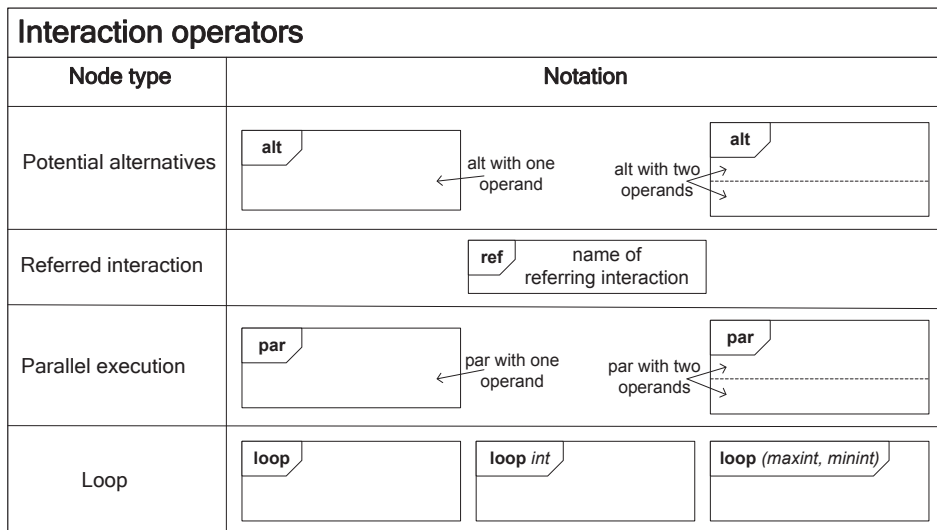 Interaction operators
Node type
Notation
Potential alternatives
alt
alt with one
operand
alt with two
operands
alt
Referred interaction
ref
name of
referring interaction
Parallel execution
par
par with one
operand
par with two
operands
par
Loop
loop
loop int
loop (maxint, minint)